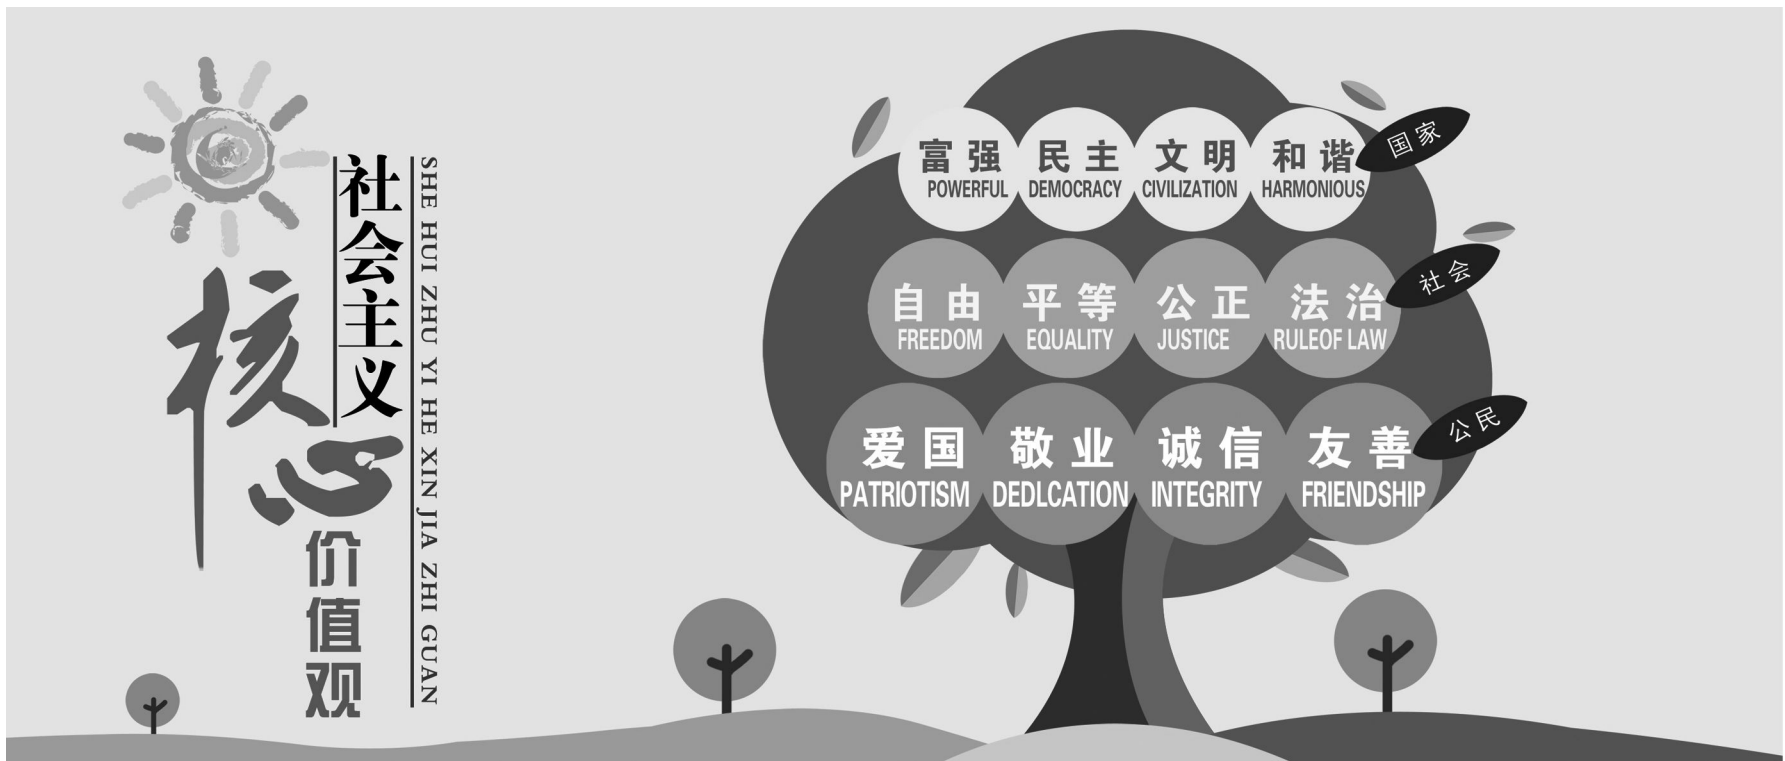 社会主义
核心
价值观
SHE HUI ZHU YI HE XIN JIA ZHI GUAN
富强 民主 文明 和谐 国家
POWERFUL DEMOCRACY CIVILIZATION HARMONIOUS
自由 平等 公正 法治 社会
FREEDOM EQUALITY JUSTICE RULEOF LAW
爱国 敬业 诚信 友善 公民
PATRIOTISM DEDLCATION INTEGRITY FRIENDSHIP